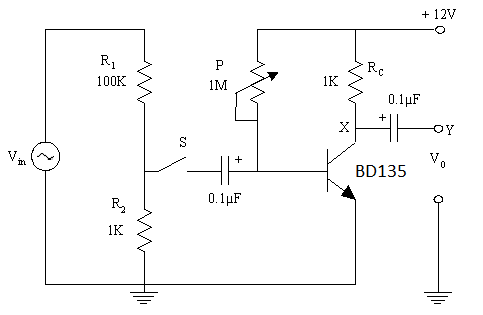 + 12V
R1
100K
P
1M
RC
1K
0.1µF
+
S
X
Y
Vin
+
0.1µF
BD135
V0
R2
1K